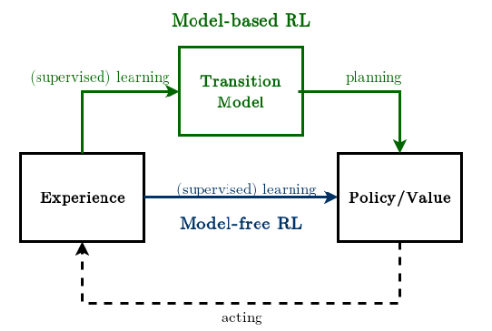 Model-based RL
(supervised) learning
Transition
Model
planning
Experience
(supervised) learning
Policy/Value
Model-free RL
acting